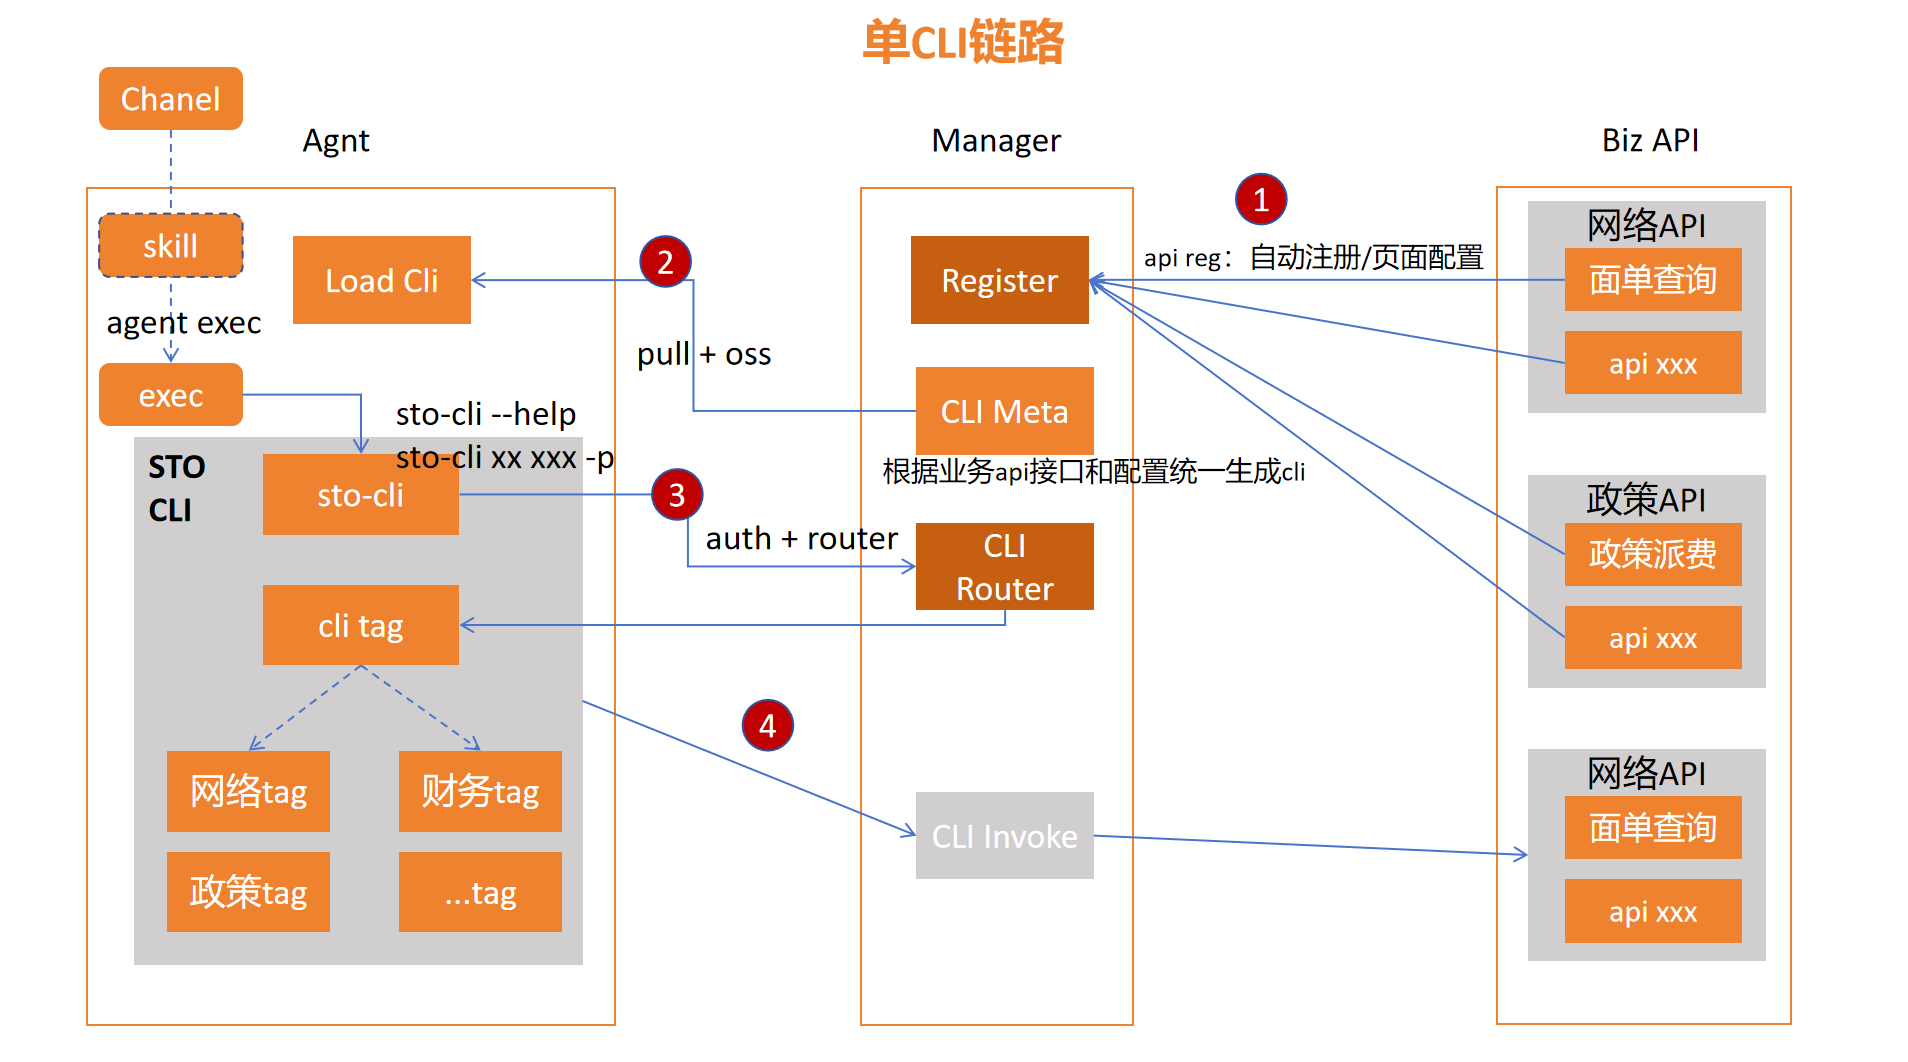 单CLI链路
Chanel
Agnt
Manager
Biz API
skill
Load Cli
agent exec
exec
sto-cli --help
sto-cli xx xxx -p
STO
CLI
sto-cli
cli tag
网络tag
财务tag
政策tag
...tag
2
pull + oss
3
auth + router
4
Register
CLI Meta
根据业务api接口和配置统一生成cli
CLI
Router
CLI Invoke
1
api reg：自动注册/页面配置
网络API
面单查询
api xxx
政策API
政策派费
api xxx
网络API
面单查询
api xxx